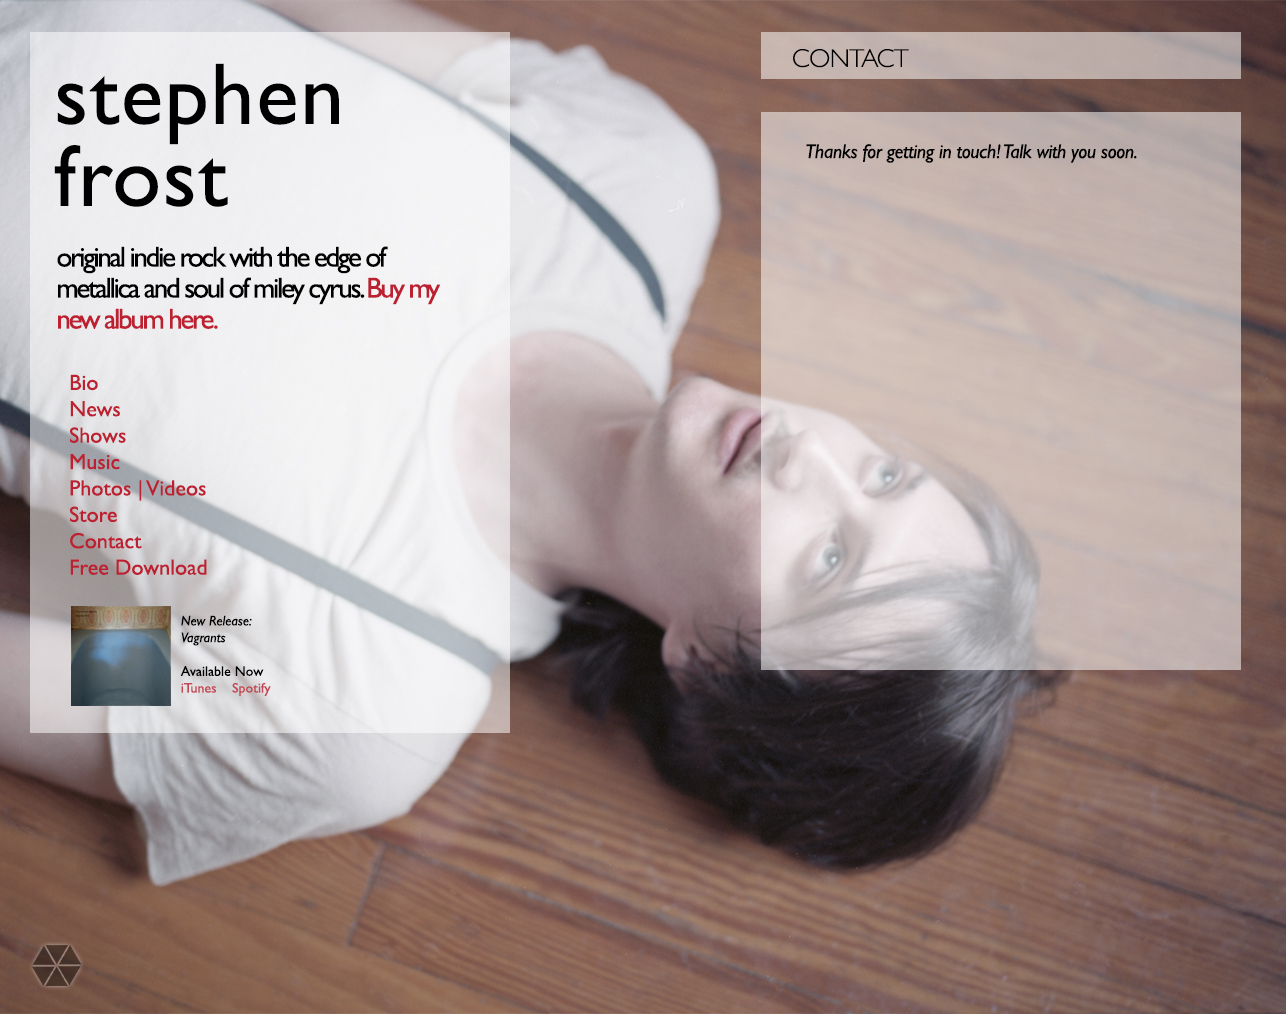 stephen
frost
original indie rock with the edge of
metallica and soul of miley cyrus. Buy my
new album here.
Bio
News
Shows
Music
Photos | Videos
Store
Contact
Free Download
New Release:
Vagrants
Available Now
iTunes Spotify
CONTACT
Thanks for getting in touch! Talk with you soon.